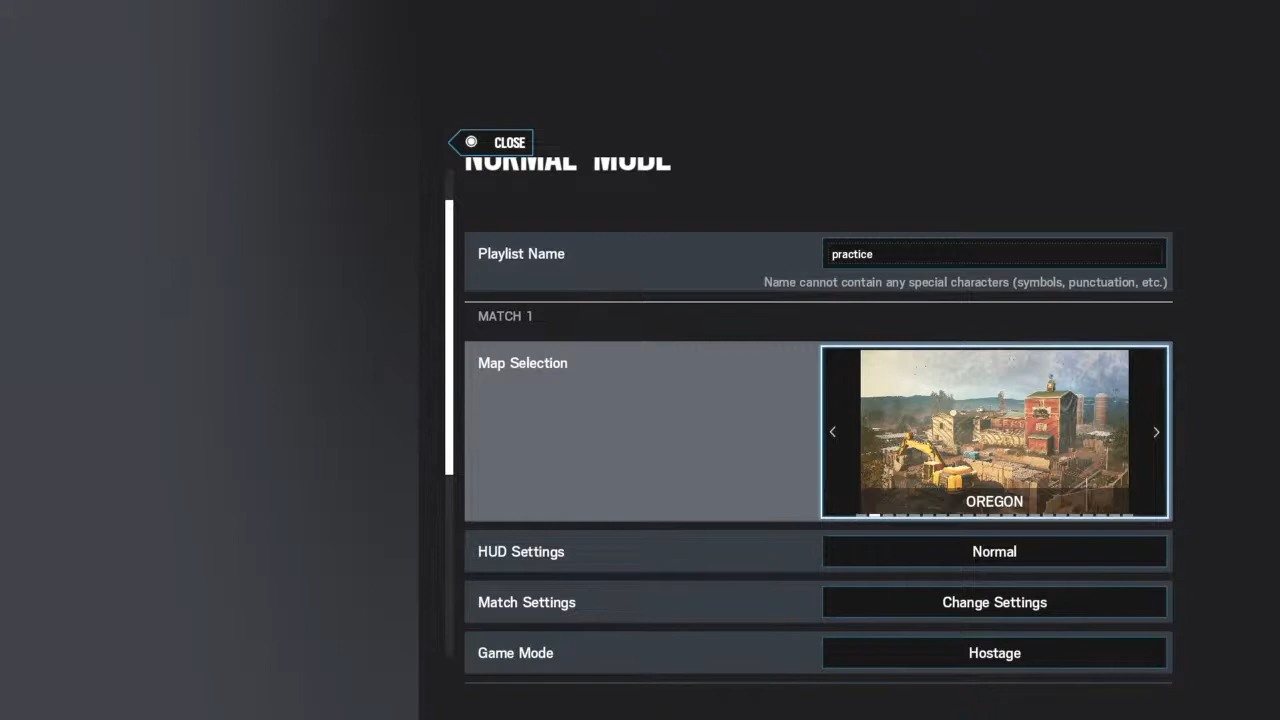 CLOSE
NORMAL MODE
Playlist Name
practice
Name cannot contain any special characters (symbols, punctuation, etc.)
MATCH 1
Map Selection
OREGON
HUD Settings
Normal
Match Settings
Change Settings
Game Mode
Hostage